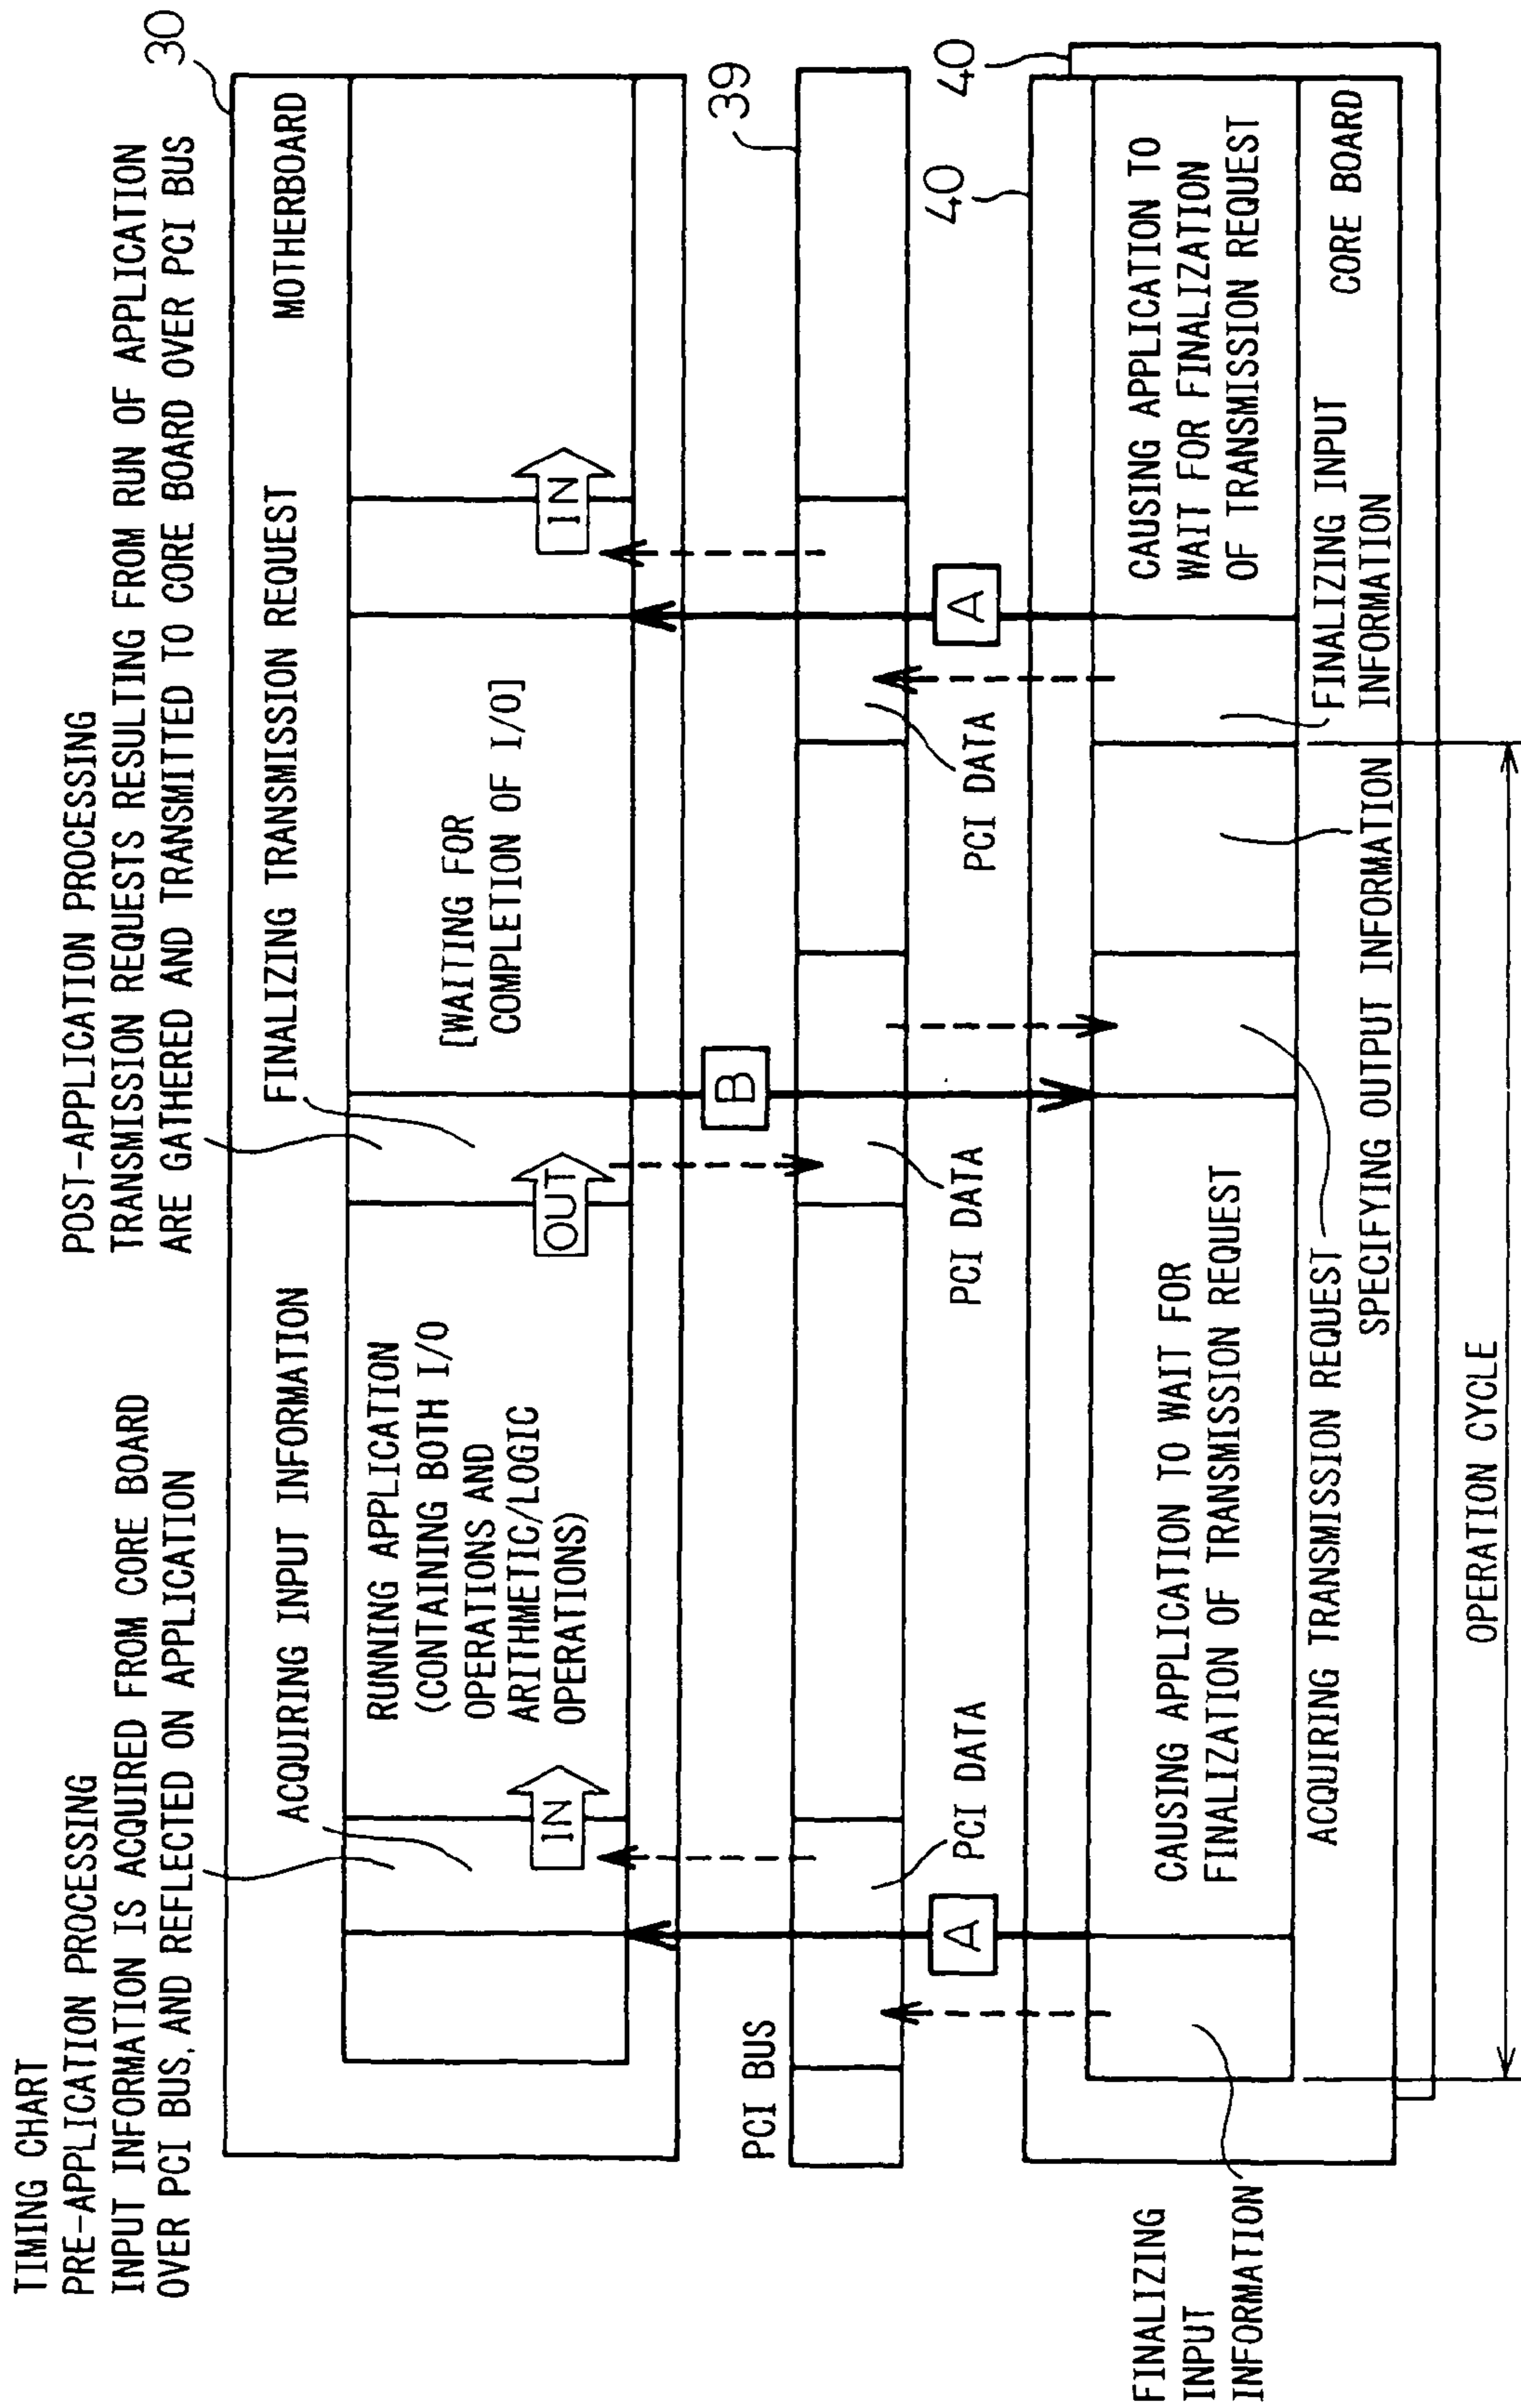 TIMING CHART
PRE-APPLICATION PROCESSING
INPUT INFORMATION IS ACQUIRED FROM CORE BOARD
OVER PCI BUS, AND REFLECTED ON APPLICATION
POST-APPLICATION PROCESSING
TRANSMISSION REQUESTS RESULTING FROM RUN OF APPLICATION
ARE GATHERED AND TRANSMITTED TO CORE BOARD OVER PCI BUS
30
ACQUIRING INPUT INFORMATION
FINALIZING TRANSMISSION REQUEST
MOTHERBOARD
RUNNING APPLICATION
(CONTAINING BOTH I/O
OPERATIONS AND
ARITHMETIC/LOGIC
OPERATIONS)
[WAITING FOR
COMPLETION OF I/O]
IN
OUT
IN
B
PCI BUS
39
PCI DATA
PCI DATA
PCI DATA
A
A
40
40
FINALIZING
INPUT
INFORMATION
CAUSING APPLICATION TO WAIT FOR
FINALIZATION OF TRANSMISSION REQUEST
CAUSING APPLICATION TO
WAIT FOR FINALIZATION
OF TRANSMISSION REQUEST
ACQUIRING TRANSMISSION REQUEST
SPECIFYING OUTPUT INFORMATION
FINALIZING INPUT
INFORMATION
CORE BOARD
OPERATION CYCLE